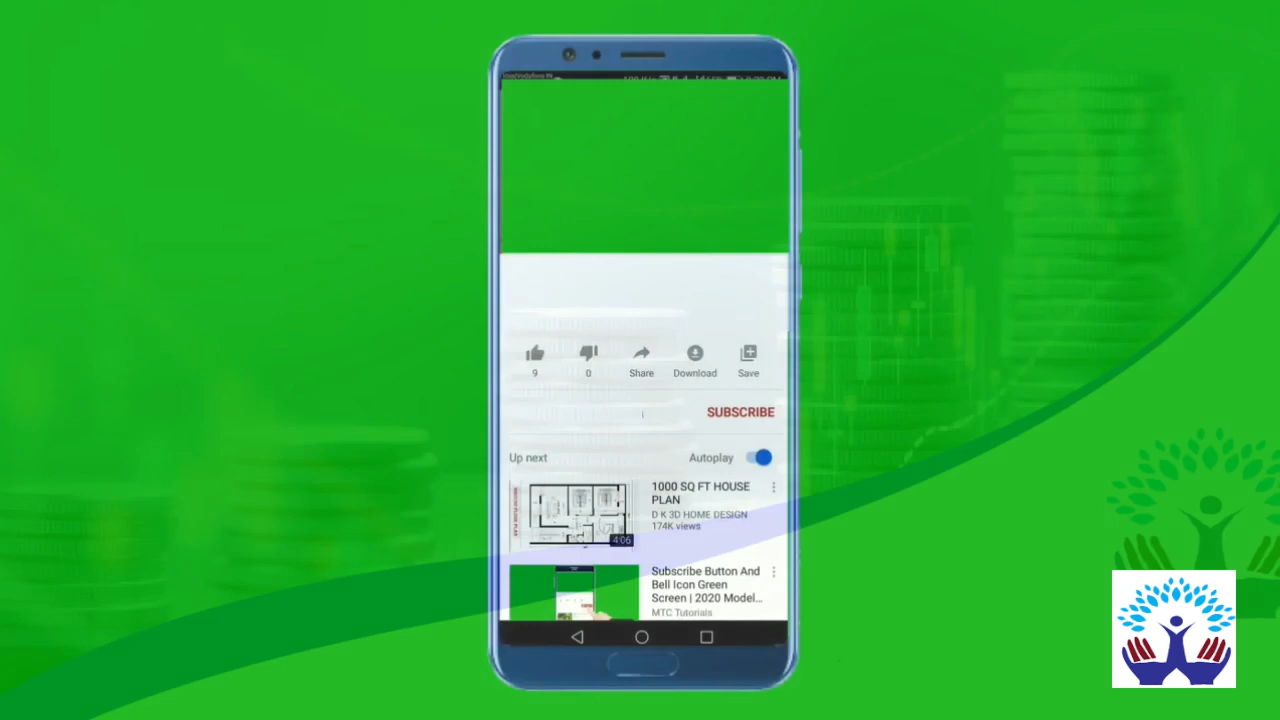 9
0
Share
Download
Save
SUBSCRIBE
Up next
Autoplay
1000 SQ FT HOUSE
PLAN
D K 3D HOME DESIGN
174K views
4:06
Subscribe Button And
Bell Icon Green
Screen | 2020 Model...
MTC Tutorials